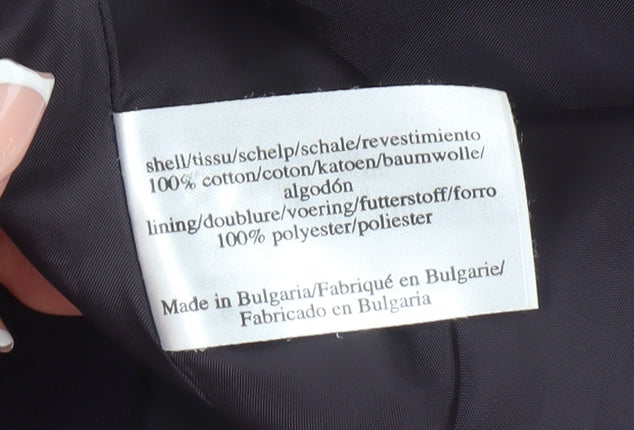 shell/tissu/schelp/schale/revestimiento
100% cotton/coton/katoen/baumwolle/
algodón
lining/doublure/voering/futterstoff/forro
100% polyester/poliester
Made in Bulgaria/Fabriqué en Bulgarie/
Fabricado en Bulgaria